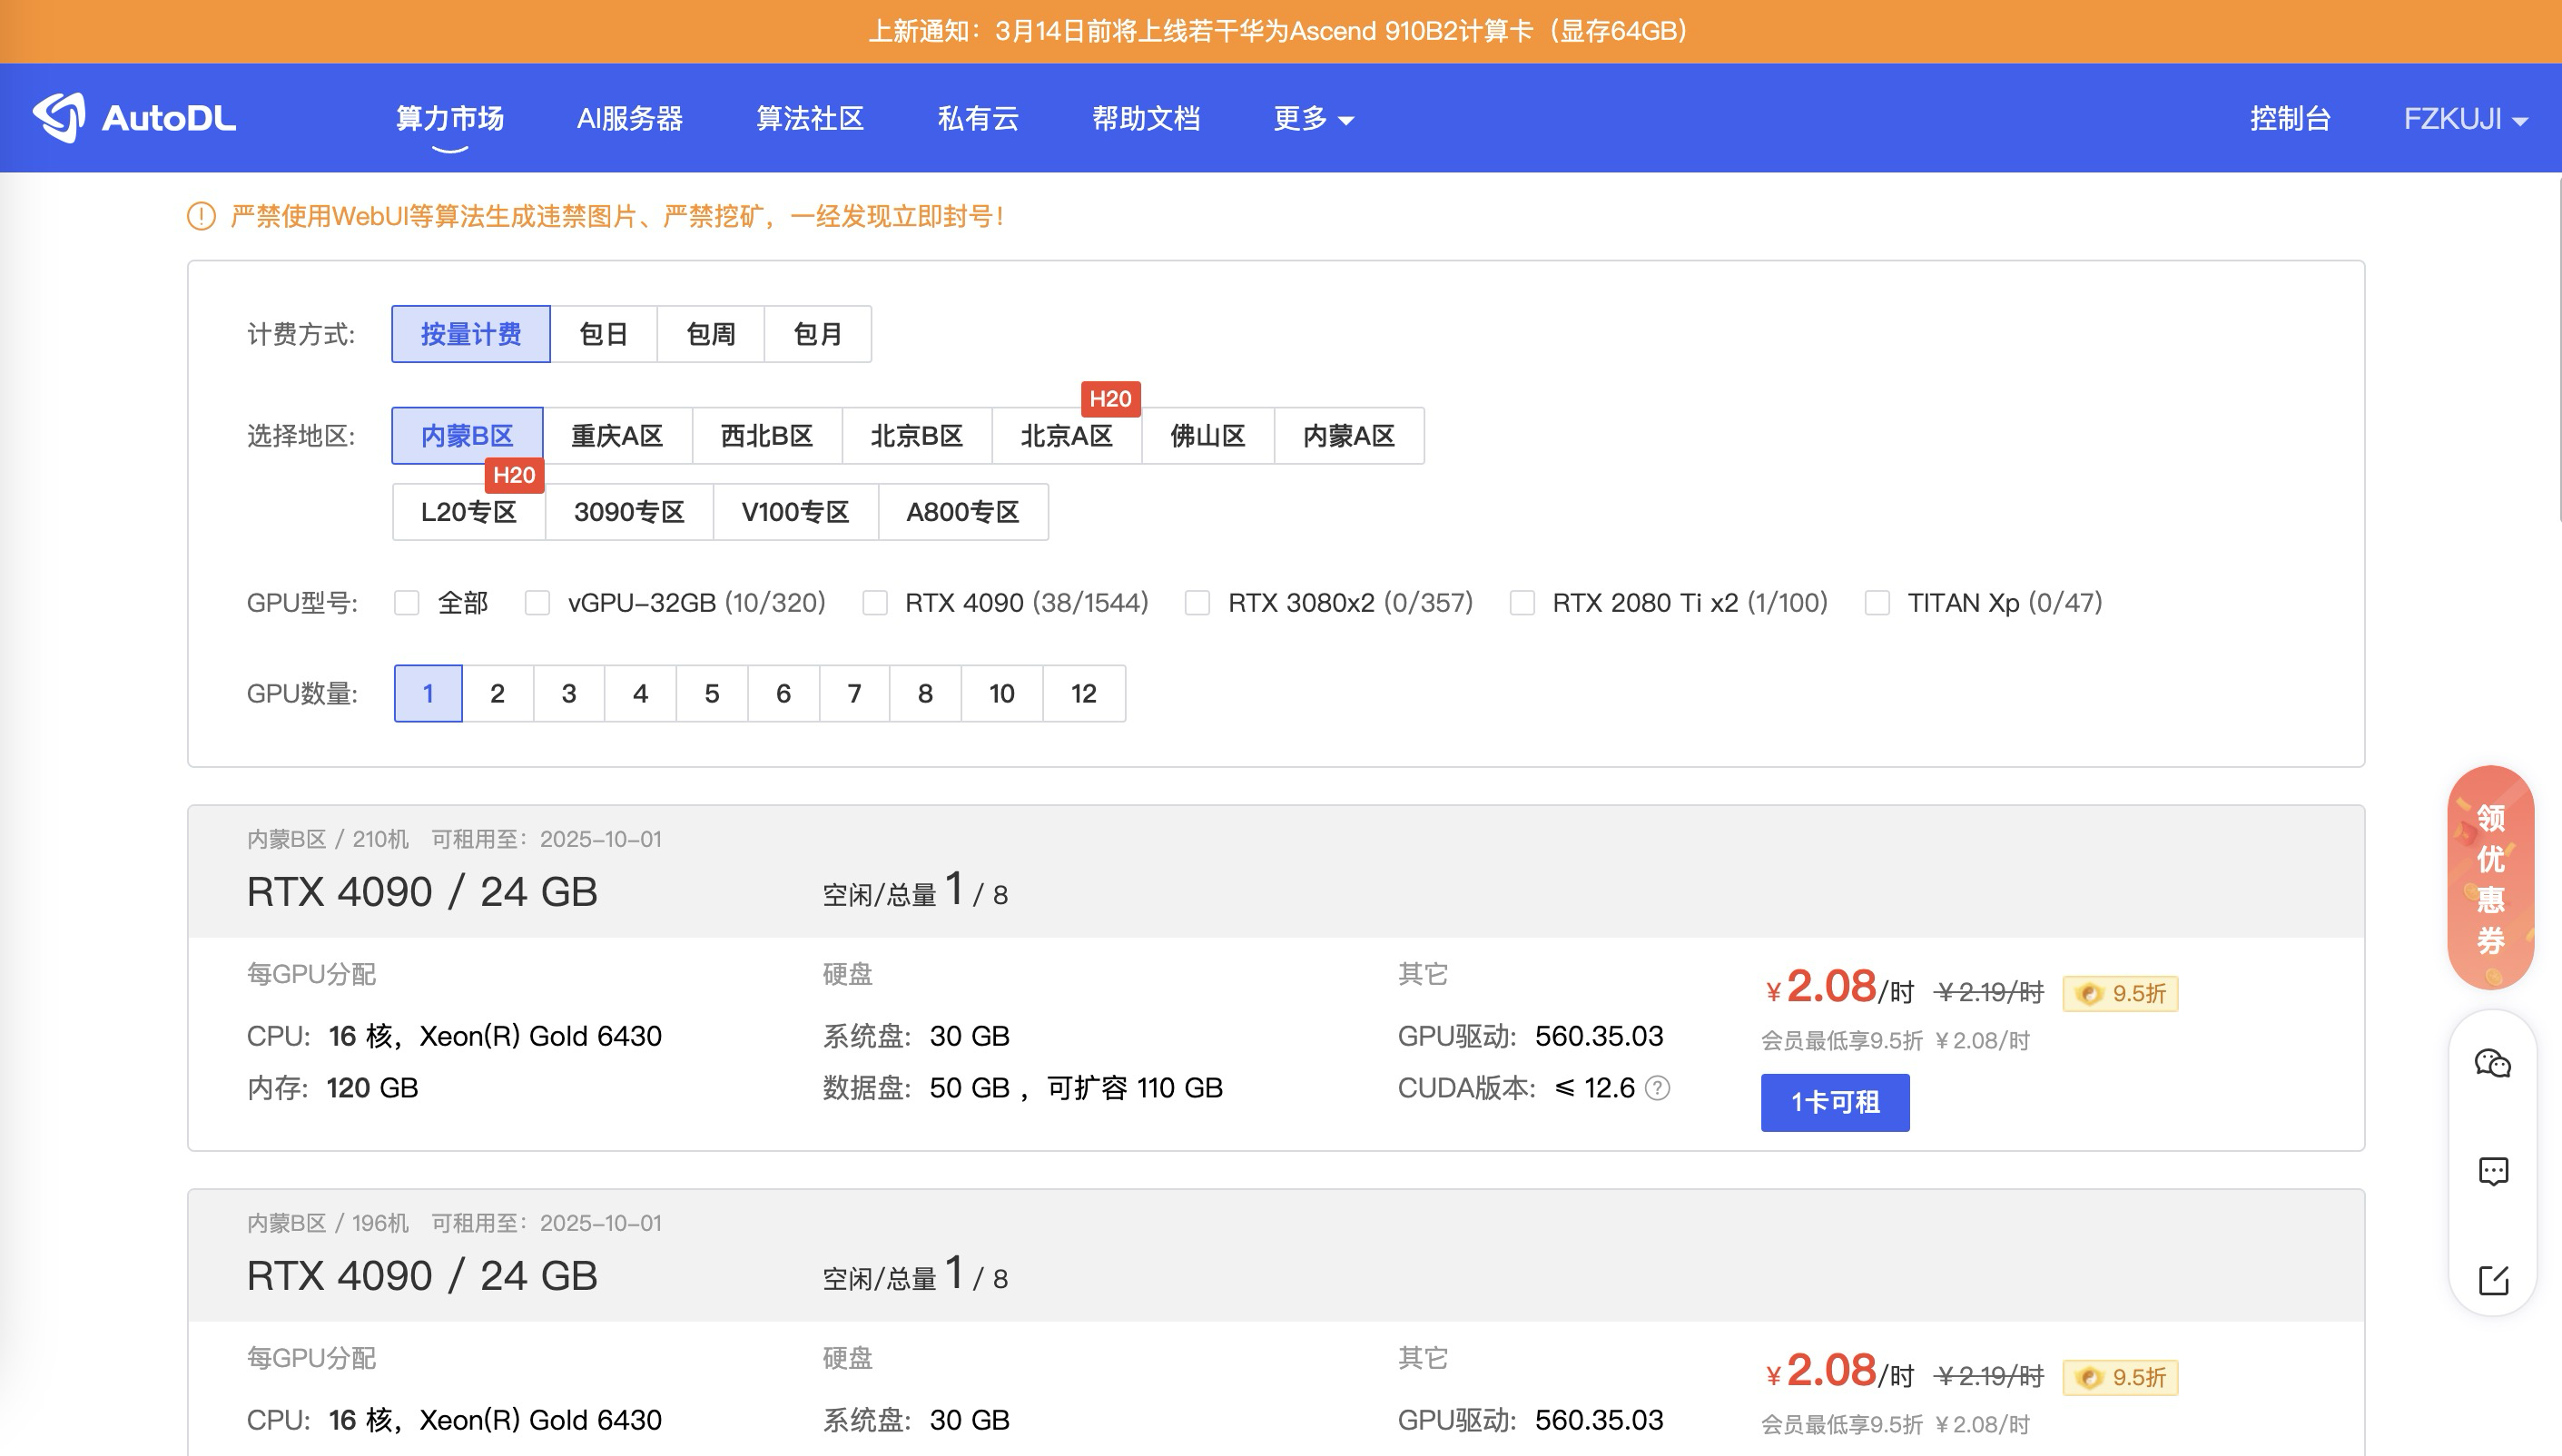 上新通知：3月14日前将上线若干华为Ascend 910B2计算卡（显存64GB）
AutoDL 算力市场 AI服务器 算法社区 私有云 帮助文档 更多 控制台 FZKUJI
严禁使用WebUI等算法生成违禁图片、严禁挖矿，一经发现立即封号！
计费方式: 按量计费 包日 包周 包月
H20
选择地区: 内蒙B区 重庆A区 西北B区 北京B区 北京A区 佛山区 内蒙A区
H20
L20专区 3090专区 V100专区 A800专区
GPU型号: 全部 vGPU-32GB (10/320) RTX 4090 (38/1544) RTX 3080x2 (0/357) RTX 2080 Ti x2 (1/100) TITAN Xp (0/47)
GPU数量: 1 2 3 4 5 6 7 8 10 12
内蒙B区 / 210机 可租用至：2025-10-01
RTX 4090 / 24 GB 空闲/总量 1 / 8
每GPU分配 硬盘 其它 ￥2.08/时 ￥2.19/时 9.5折
CPU: 16 核，Xeon(R) Gold 6430 系统盘: 30 GB GPU驱动: 560.35.03 会员最低享9.5折 ￥2.08/时
内存: 120 GB 数据盘: 50 GB ，可扩容 110 GB CUDA版本: ≤ 12.6 1卡可租
内蒙B区 / 196机 可租用至：2025-10-01
RTX 4090 / 24 GB 空闲/总量 1 / 8
每GPU分配 硬盘 其它 ￥2.08/时 ￥2.19/时 9.5折
CPU: 16 核，Xeon(R) Gold 6430 系统盘: 30 GB GPU驱动: 560.35.03 会员最低享9.5折 ￥2.08/时
领优惠券